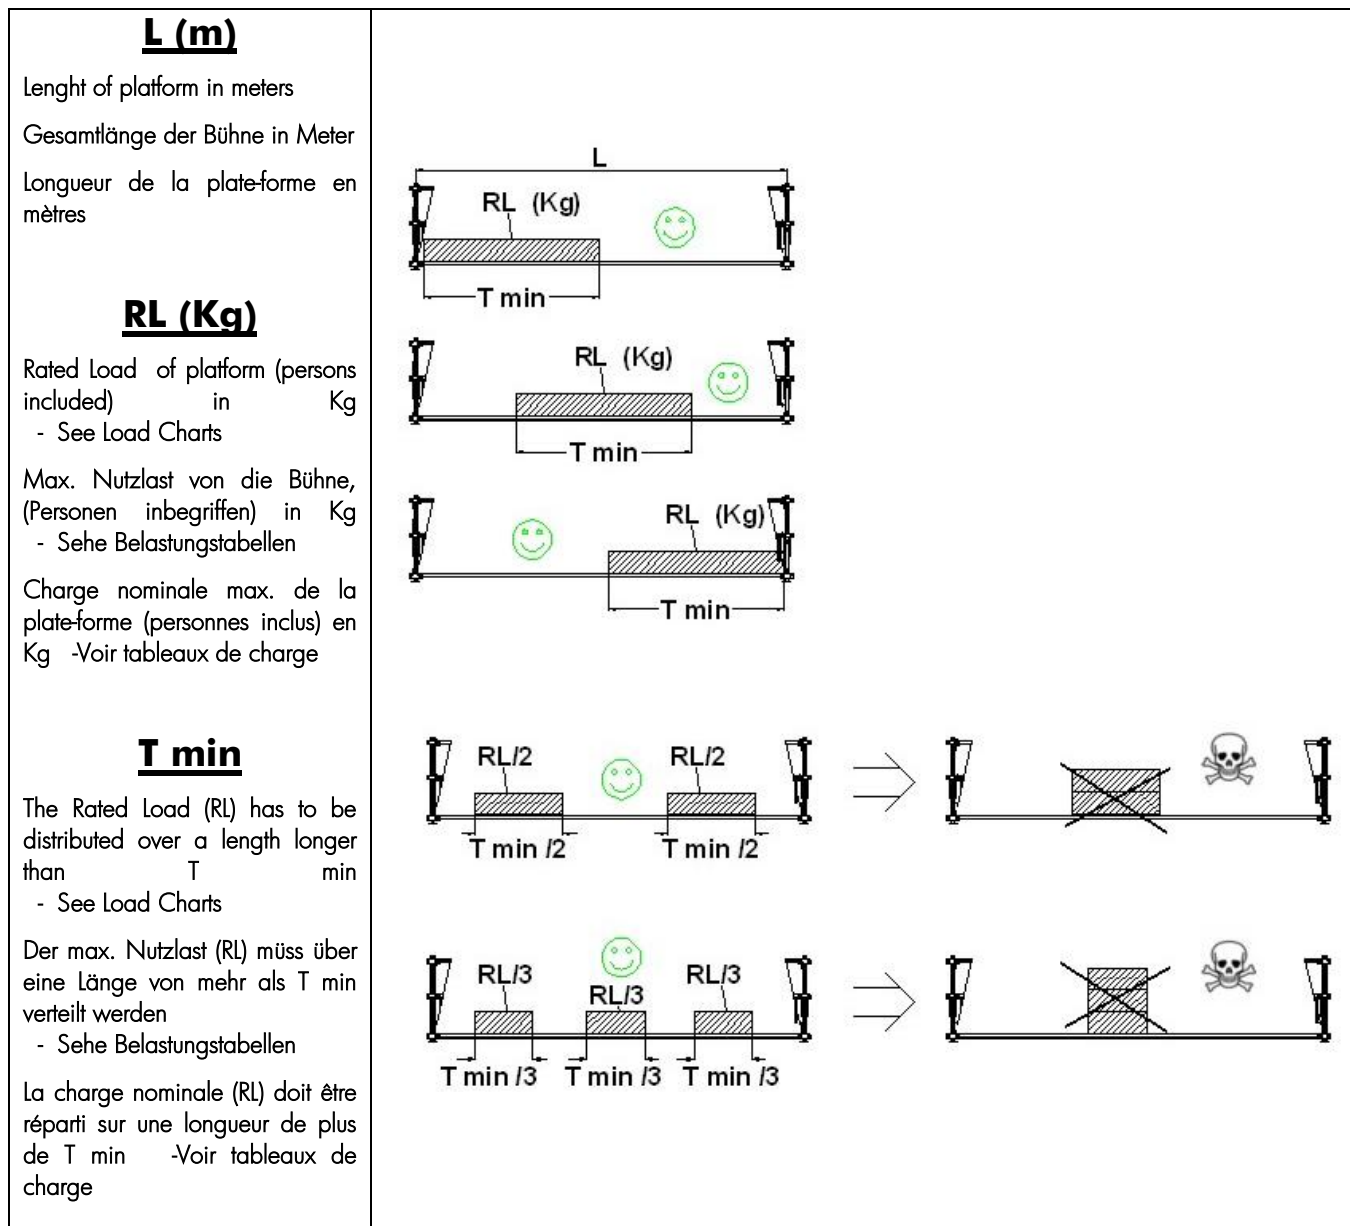 L (m)
Lenght of platform in meters
Gesamtlänge der Bühne in Meter
Longueur de la plate-forme en
mètres
RL (Kg)
Rated Load of platform (persons
included) in Kg
- See Load Charts
Max. Nutzlast von die Bühne,
(Personen inbegriffen) in Kg
- Sehe Belastungstabellen
Charge nominale max. de la
plate-forme (personnes inclus) en
Kg -Voir tableaux de charge
T min
The Rated Load (RL) has to be
distributed over a length longer
than T min
- See Load Charts
Der max. Nutzlast (RL) müss über
eine Länge von mehr als T min
verteilt werden
- Sehe Belastungstabellen
La charge nominale (RL) doit être
réparti sur une longueur de plus
de T min -Voir tableaux de
charge
L
RL (Kg)
T min
RL (Kg)
T min
RL (Kg)
T min
RL/2 RL/2
T min /2 T min /2
RL/3 RL/3 RL/3
T min /3 T min /3 T min /3